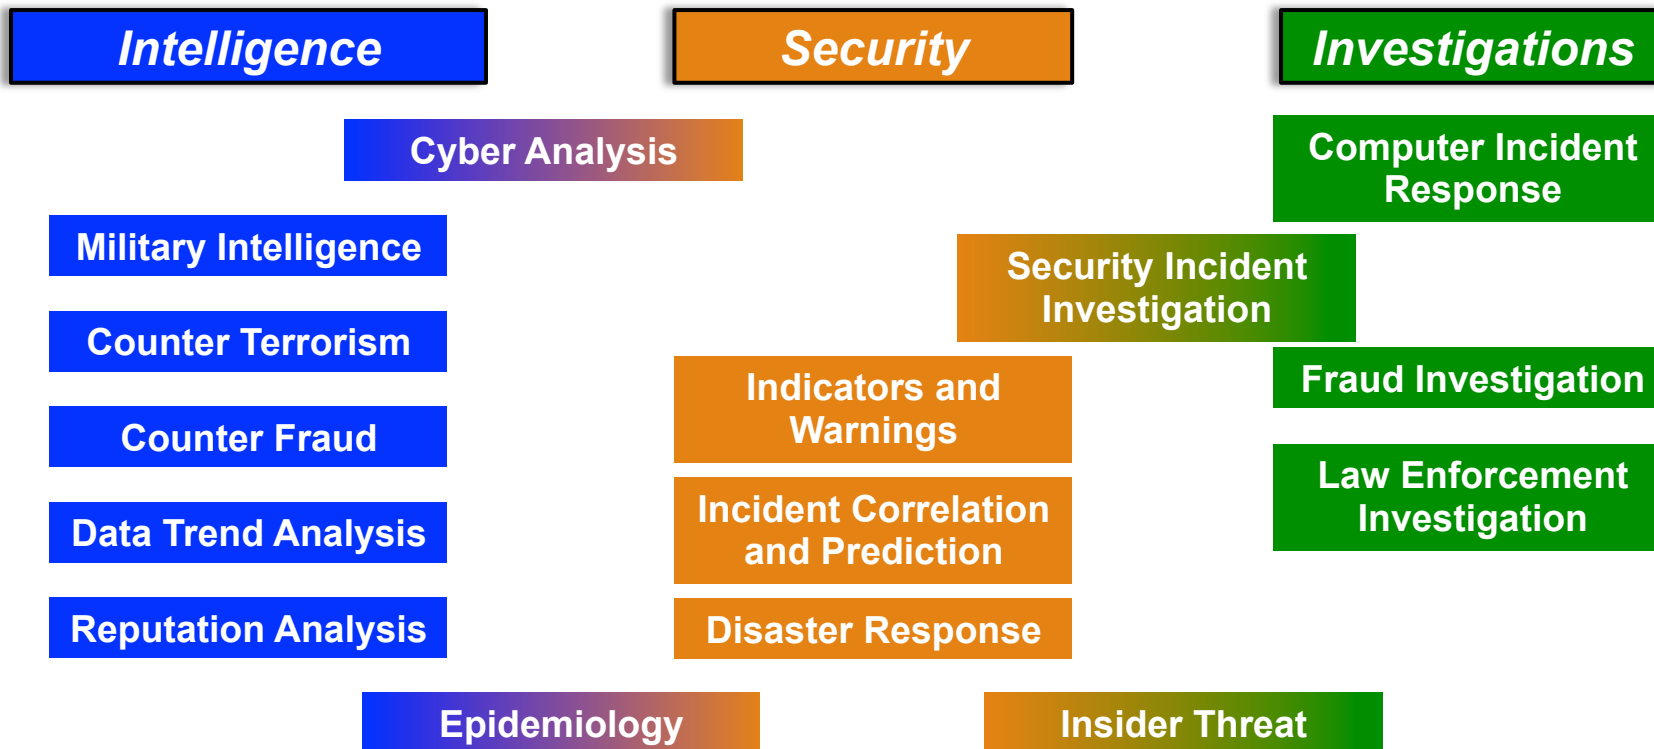 Intelligence
Security
Investigations
Cyber Analysis
Computer Incident
Response
Military Intelligence
Security Incident
Investigation
Counter Terrorism
Indicators and
Warnings
Fraud Investigation
Counter Fraud
Law Enforcement
Investigation
Data Trend Analysis
Incident Correlation
and Prediction
Reputation Analysis
Disaster Response
Epidemiology
Insider Threat